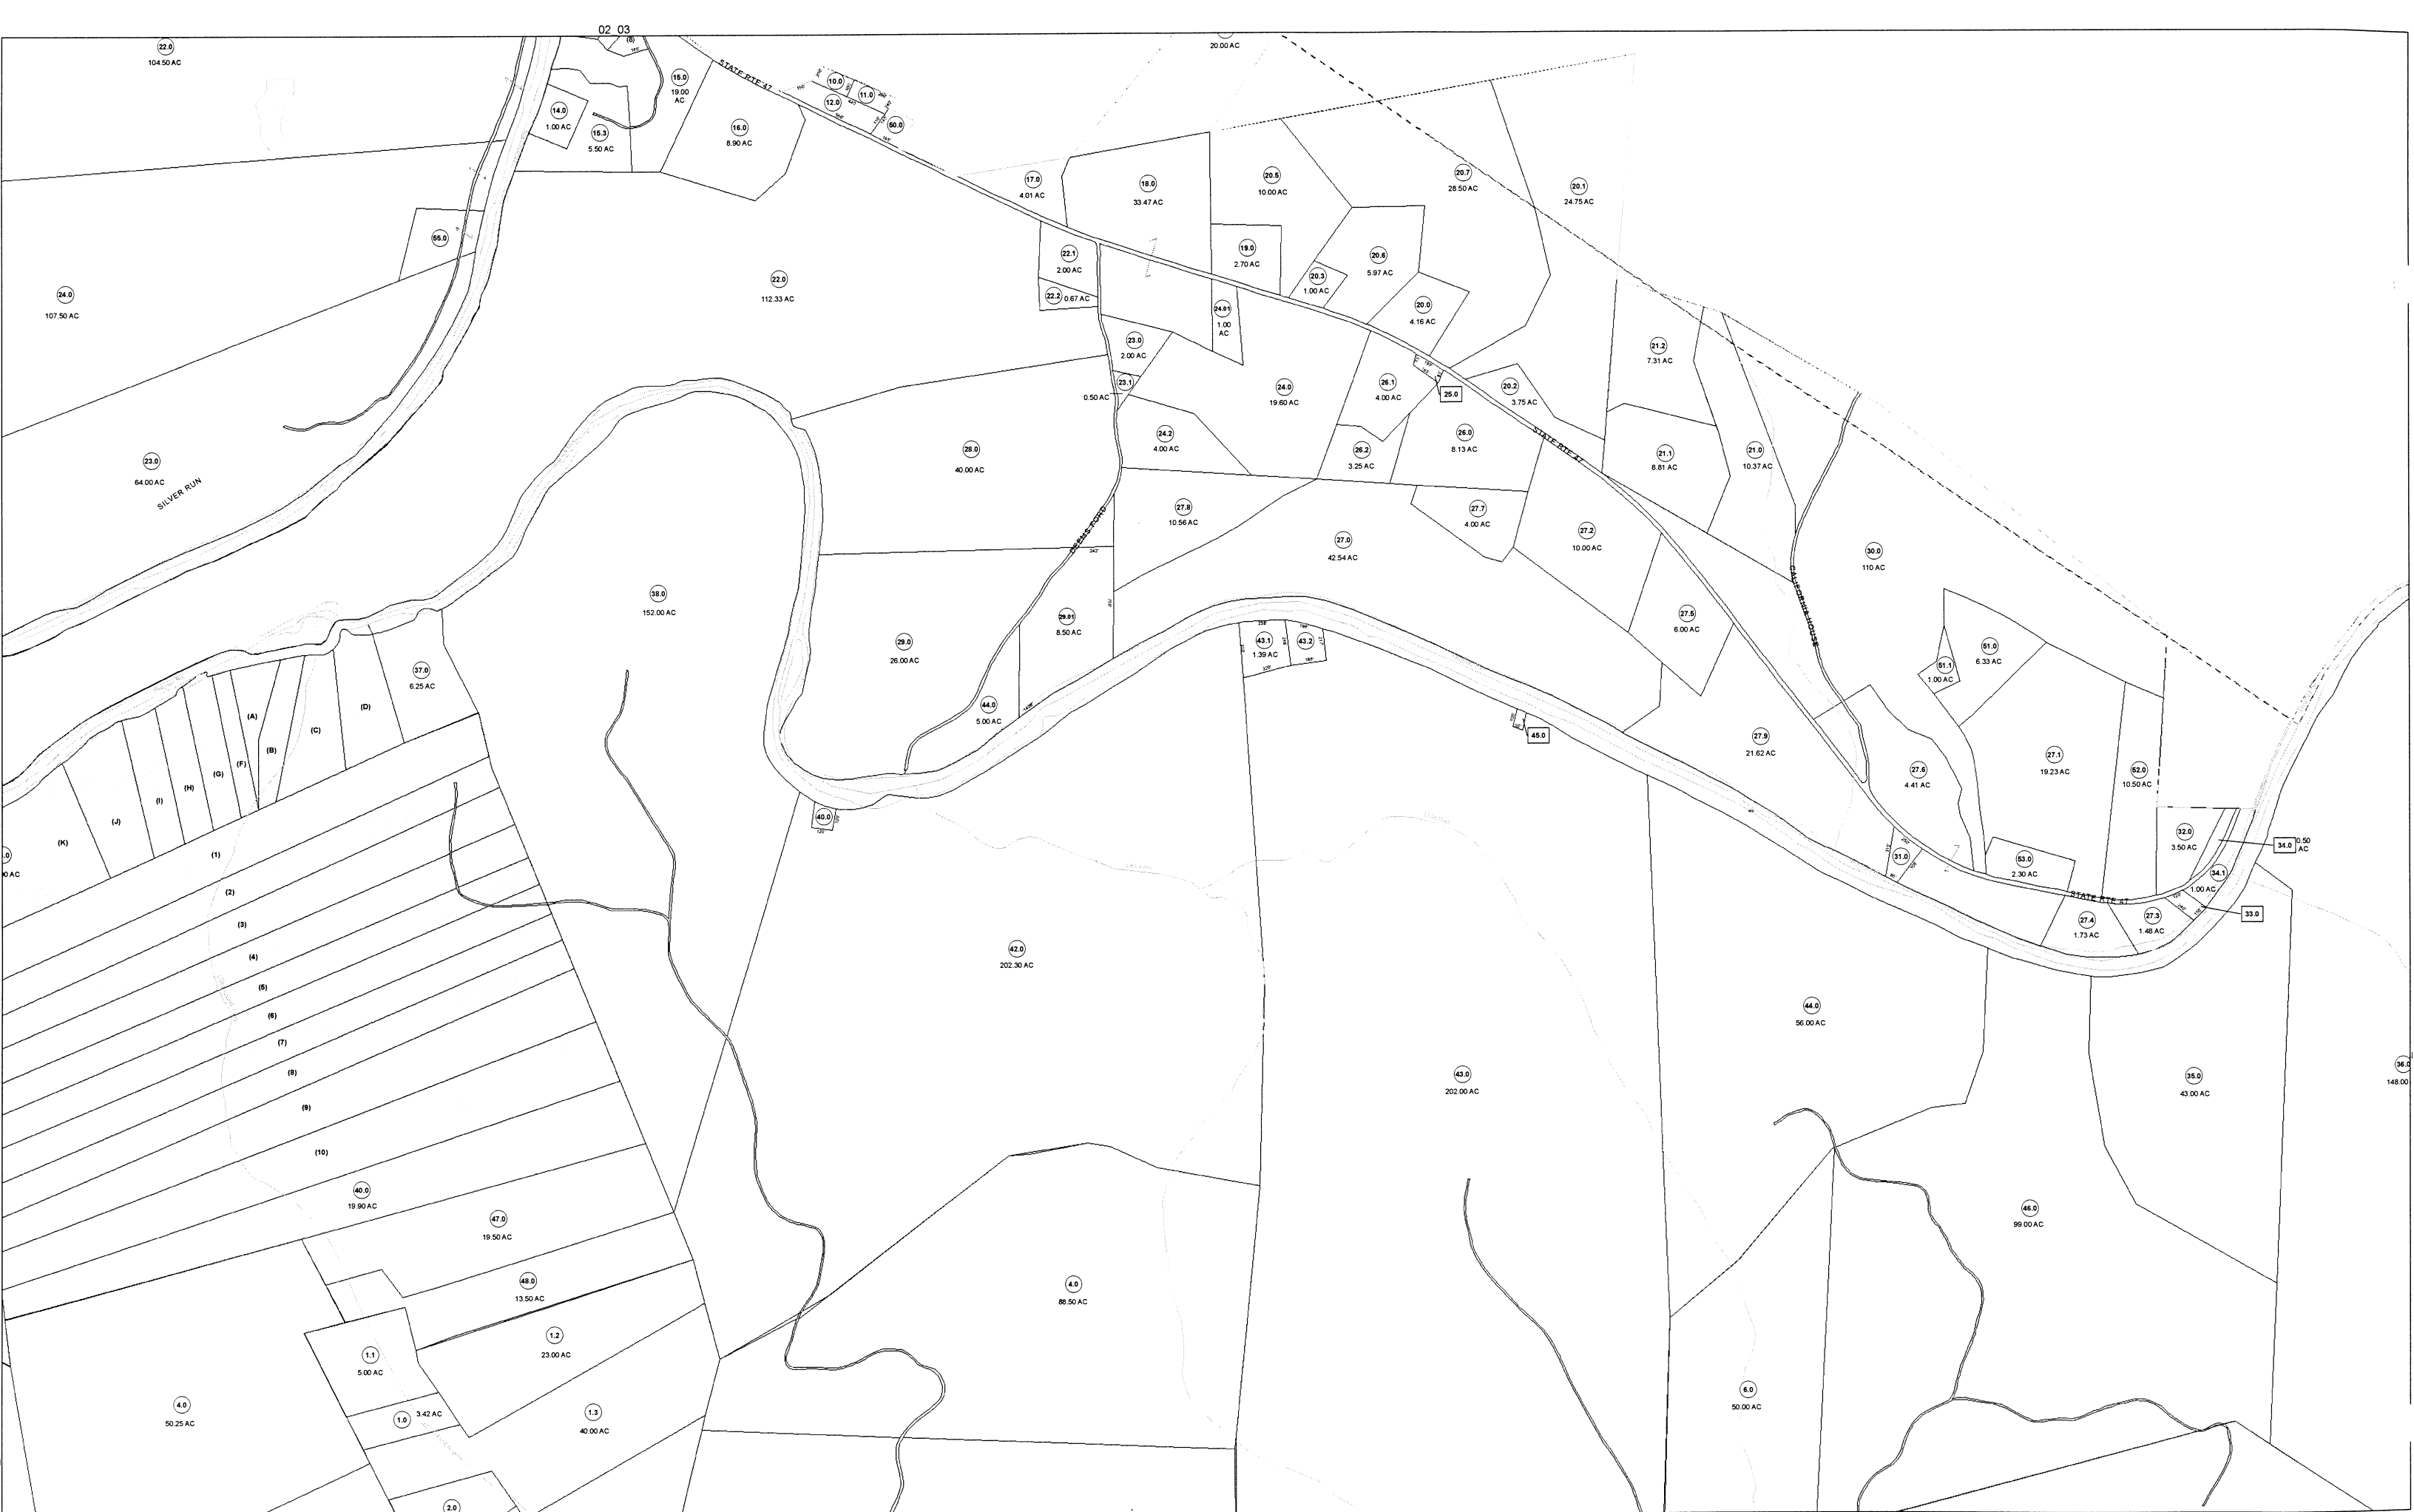 02 03
22.0
104.50 AC
(8)
20.00 AC
STATE RTE 47
15.0
19.00
AC
10.0
11.0
12.0
50.0
14.0
1.00 AC
15.3
5.50 AC
16.0
8.90 AC
17.0
4.01 AC
18.0
33.47 AC
20.5
10.00 AC
20.7
28.50 AC
20.1
24.75 AC
55.0
22.0
112.33 AC
22.1
2.00 AC
22.2
0.67 AC
19.0
2.70 AC
20.3
1.00 AC
20.6
5.97 AC
20.0
4.16 AC
24.01
1.00
AC
24.0
107.50 AC
23.0
2.00 AC
23.1
0.50 AC
24.0
19.60 AC
26.1
4.00 AC
25.0
20.2
3.75 AC
21.2
7.31 AC
23.0
64.00 AC
SILVER RUN
28.0
40.00 AC
24.2
4.00 AC
26.2
3.25 AC
26.0
8.13 AC
STATE RTE 47
21.1
8.81 AC
21.0
10.37 AC
27.8
10.56 AC
27.7
4.00 AC
27.0
42.54 AC
27.2
10.00 AC
30.0
110 AC
242'
CALIFORNIA HOUSE
38.0
152.00 AC
29.0
26.00 AC
29.01
8.50 AC
27.5
6.00 AC
43.1
1.39 AC
43.2
51.0
6.33 AC
51.1
1.00 AC
37.0
6.25 AC
44.0
5.00 AC
45.0
27.9
21.62 AC
27.6
4.41 AC
27.1
19.23 AC
52.0
10.50 AC
(A)
(B)
(C)
(D)
(F)
(G)
(H)
(I)
(J)
(K)
40.0
120'
31.0
53.0
2.30 AC
32.0
3.50 AC
34.0
0.50
AC
34.1
1.00 AC
STATE RTE 47
33.0
27.4
1.73 AC
27.3
1.48 AC
(1)
(2)
(3)
(4)
(5)
(6)
(7)
(8)
(9)
(10)
42.0
202.30 AC
43.0
202.00 AC
44.0
56.00 AC
35.0
43.00 AC
36.0
148.00
40.0
19.90 AC
47.0
19.50 AC
46.0
99.00 AC
48.0
13.50 AC
4.0
88.50 AC
1.1
5.00 AC
1.2
23.00 AC
4.0
50.25 AC
1.0
3.42 AC
1.3
40.00 AC
6.0
50.00 AC
2.0